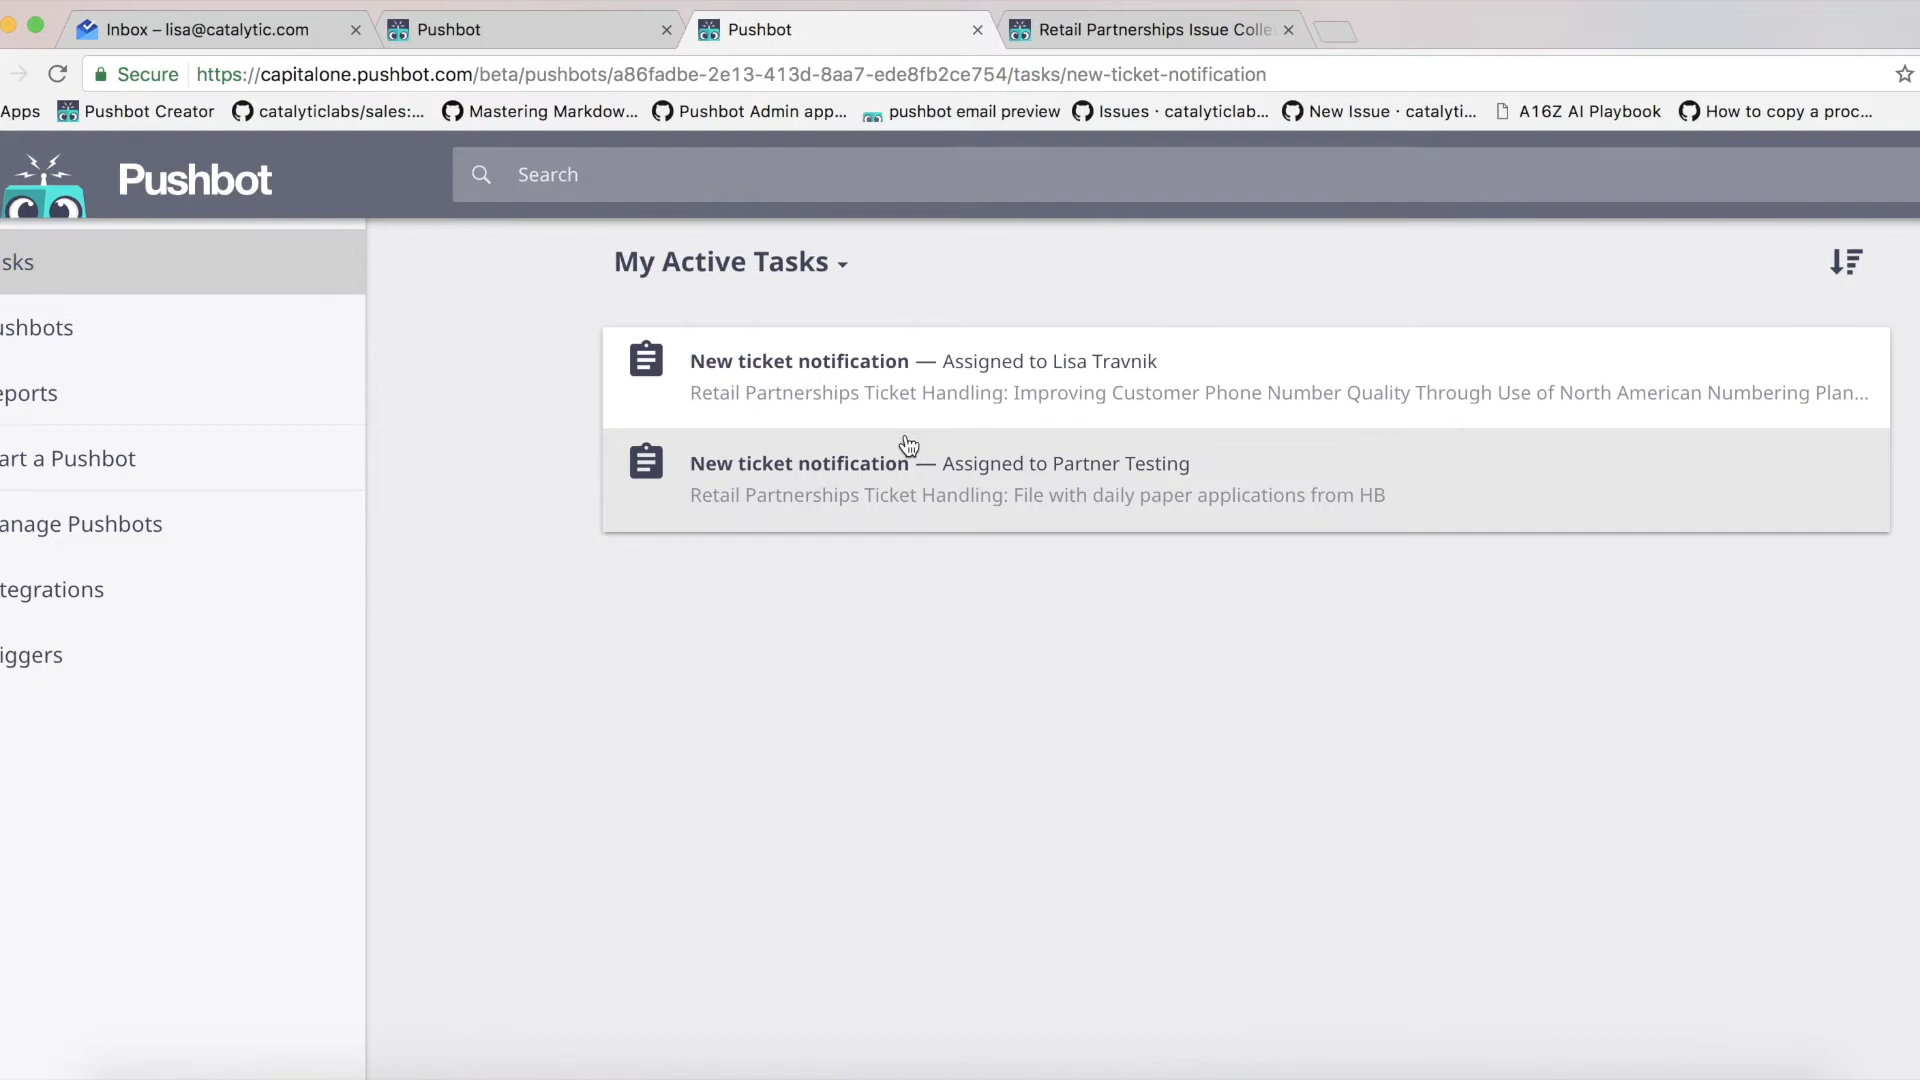 Inbox – lisa@catalytic.com
Pushbot
Pushbot
Retail Partnerships Issue Colle
Secure https://capitalone.pushbot.com/beta/pushbots/a86fadbe-2e13-413d-8aa7-ede8fb2ce754/tasks/new-ticket-notification
Apps Pushbot Creator catalyticlabs/sales:... Mastering Markdow... Pushbot Admin app... pushbot email preview Issues · catalyticlab... New Issue · catalyti... A16Z AI Playbook How to copy a proc...
Pushbot
Search
sks
ushbots
eports
art a Pushbot
anage Pushbots
tegrations
iggers
My Active Tasks
New ticket notification — Assigned to Lisa Travnik
Retail Partnerships Ticket Handling: Improving Customer Phone Number Quality Through Use of North American Numbering Plan...
New ticket notification — Assigned to Partner Testing
Retail Partnerships Ticket Handling: File with daily paper applications from HB